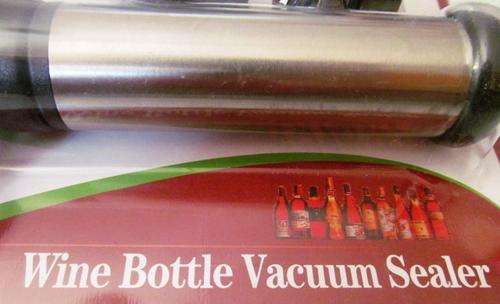 Wine Bottle Vacuum Sealer